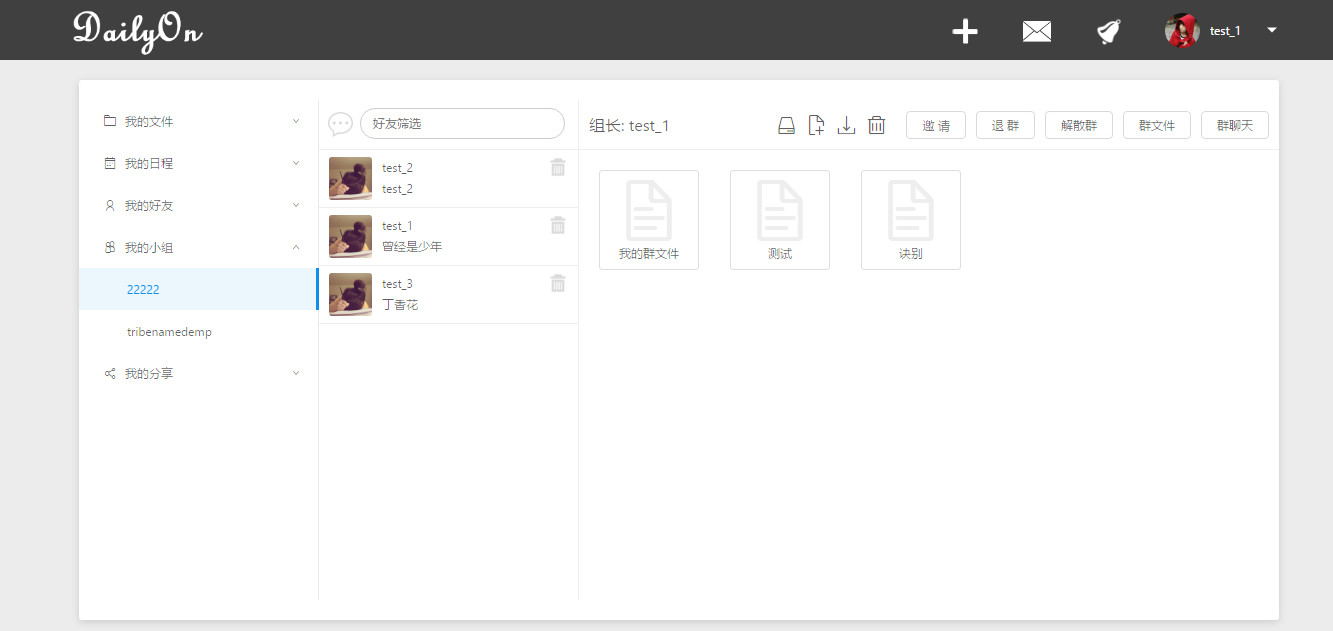 DailyOn
test_1
我的文件
我的日程
我的好友
我的小组
22222
tribenamedemp
我的分享
好友筛选
test_2
test_2
test_1
曾经是少年
test_3
丁香花
组长: test_1
邀 请
退 群
解散群
群文件
群聊天
我的群文件
测试
诀别